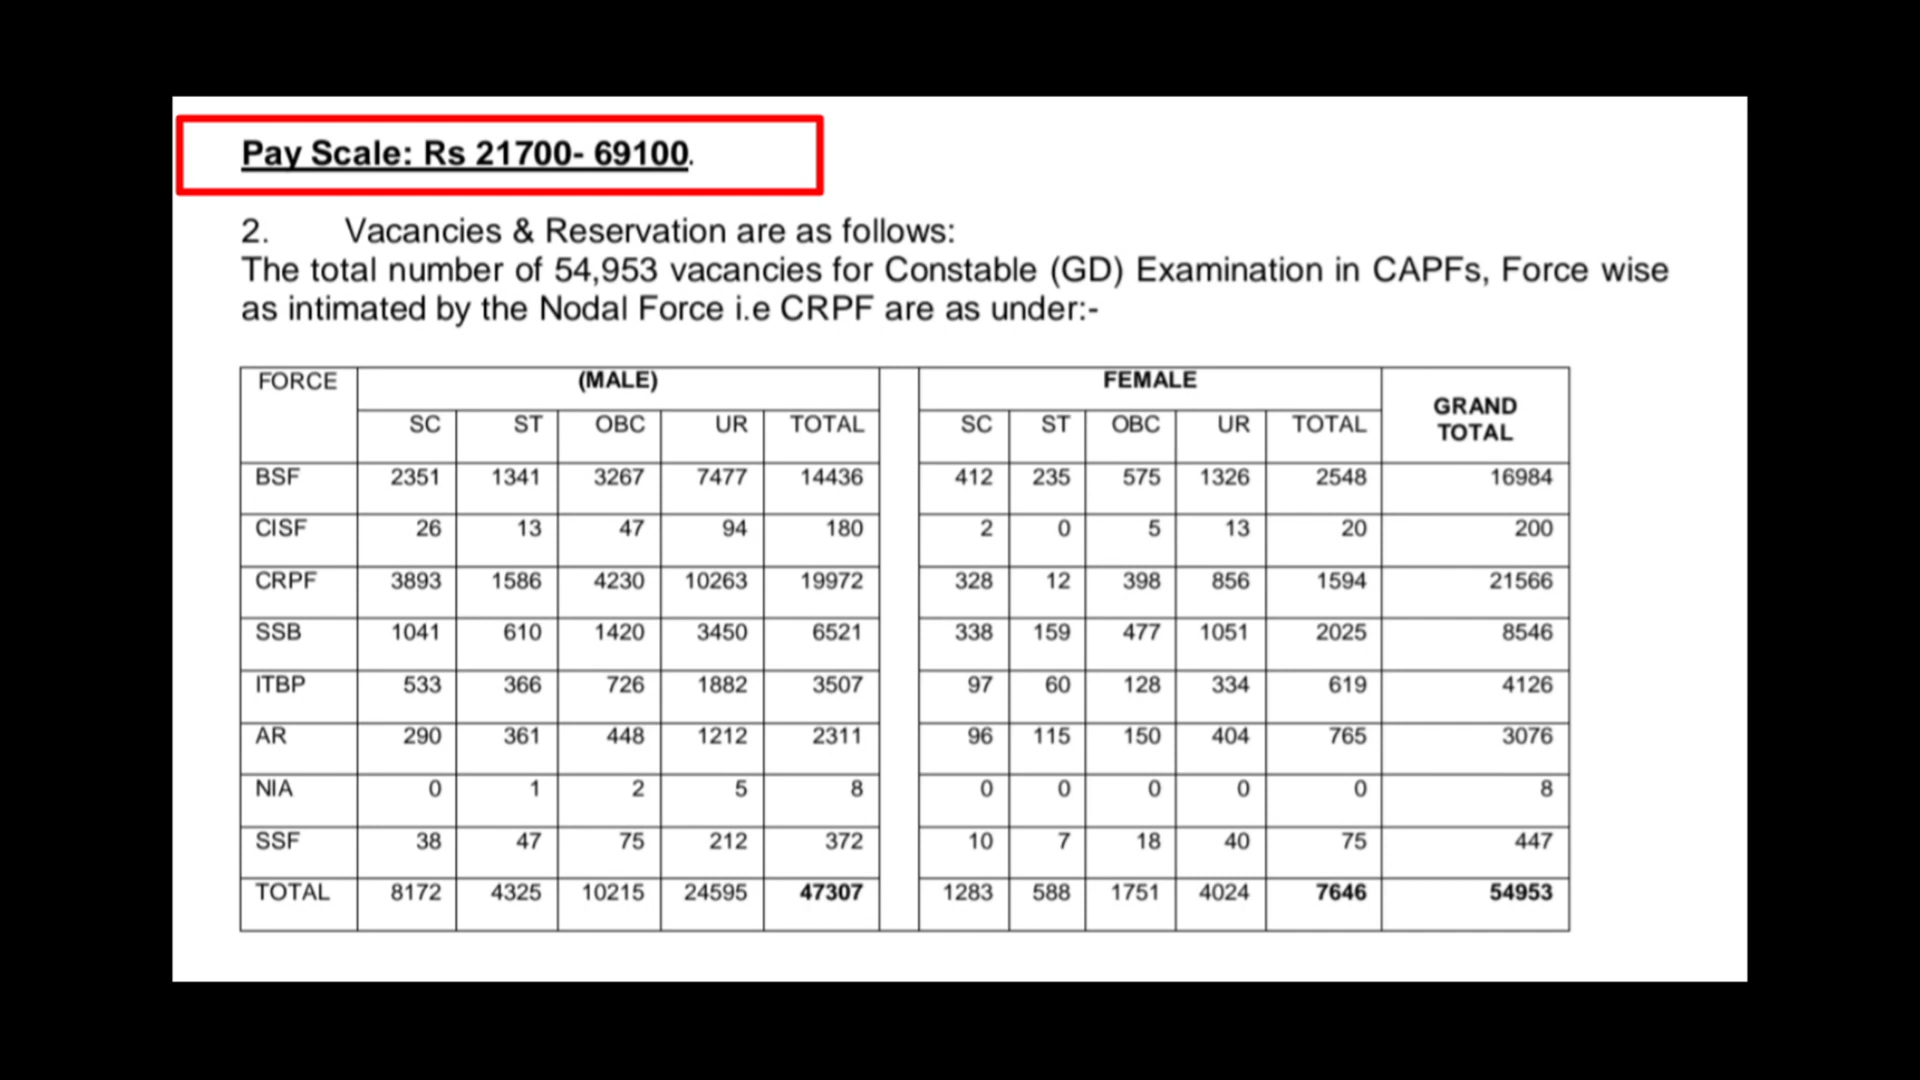 Pay Scale: Rs 21700- 69100.
2. Vacancies & Reservation are as follows:
The total number of 54,953 vacancies for Constable (GD) Examination in CAPFs, Force wise
as intimated by the Nodal Force i.e CRPF are as under:-
FORCE (MALE) FEMALE GRAND TOTAL
SC ST OBC UR TOTAL SC ST OBC UR TOTAL
BSF 2351 1341 3267 7477 14436 412 235 575 1326 2548 16984
CISF 26 13 47 94 180 2 0 5 13 20 200
CRPF 3893 1586 4230 10263 19972 328 12 398 856 1594 21566
SSB 1041 610 1420 3450 6521 338 159 477 1051 2025 8546
ITBP 533 366 726 1882 3507 97 60 128 334 619 4126
AR 290 361 448 1212 2311 96 115 150 404 765 3076
NIA 0 1 2 5 8 0 0 0 0 0 8
SSF 38 47 75 212 372 10 7 18 40 75 447
TOTAL 8172 4325 10215 24595 47307 1283 588 1751 4024 7646 54953